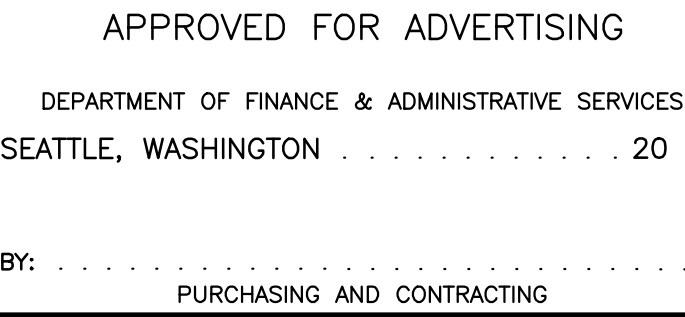 APPROVED FOR ADVERTISING
DEPARTMENT OF FINANCE & ADMINISTRATIVE SERVICES
SEATTLE, WASHINGTON . . . . . . . . . . . . 20
BY: . . . . . . . . . . . . . . . . . . . . . . . . . . .
PURCHASING AND CONTRACTING